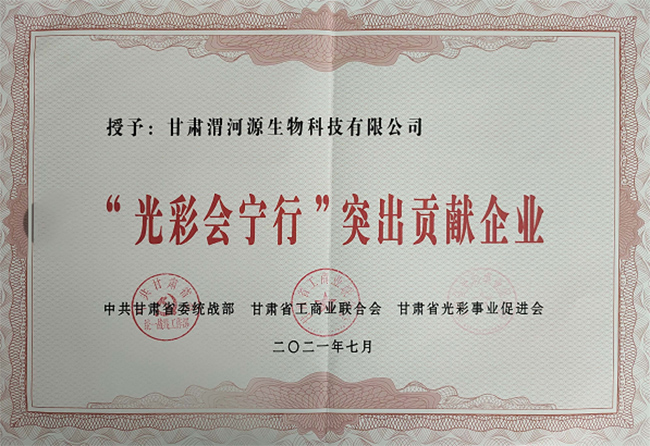 授予：甘肃渭河源生物科技有限公司
“光彩会宁行”突出贡献企业
中共甘肃省委统战部 甘肃省工商业联合会 甘肃省光彩事业促进会
二〇二一年七月